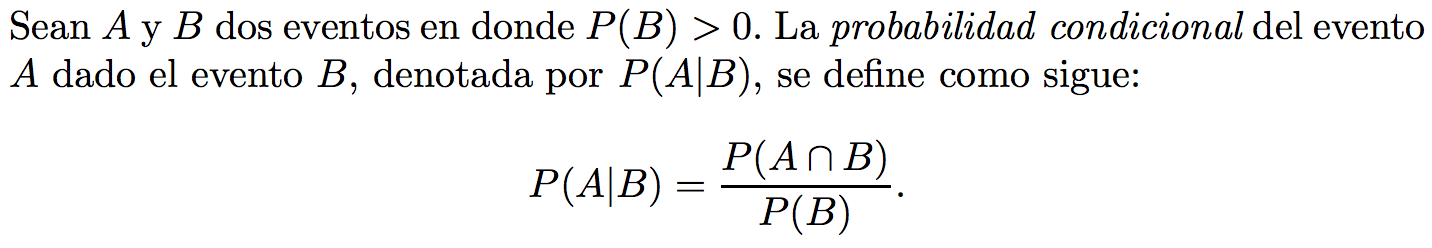 Sean A y B dos eventos en donde P(B) > 0. La probabilidad condicional del evento
A dado el evento B, denotada por P(A|B), se define como sigue:
P(A|B) = P(A ∩ B) / P(B).